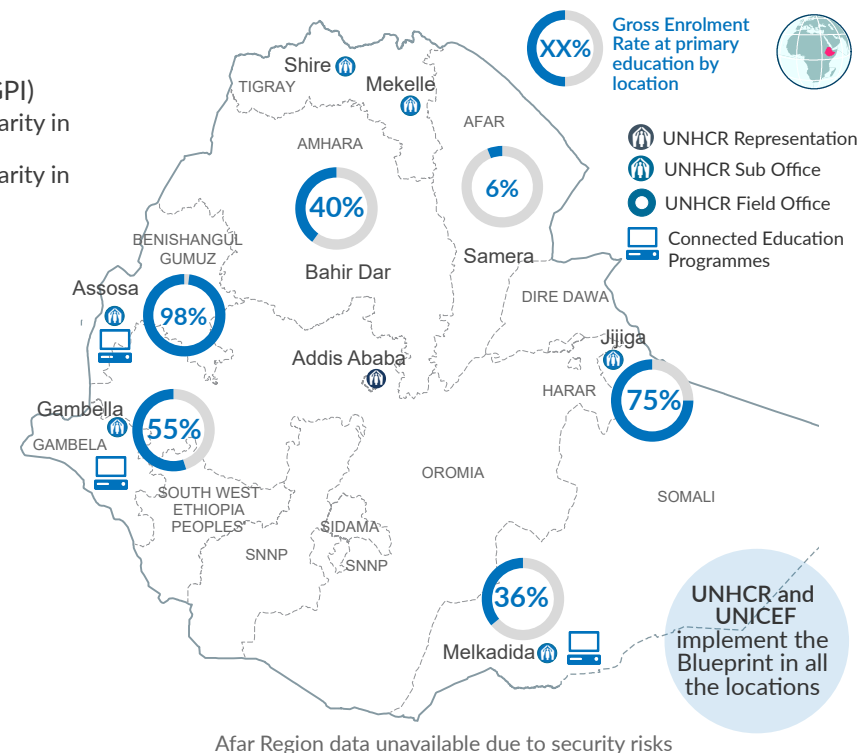 GPI)
arity in
arity in
XX%
Gross Enrolment
Rate at primary
education by
location
UNHCR Representation
UNHCR Sub Office
UNHCR Field Office
Connected Education
Programmes
Shire
TIGRAY
Mekelle
AFAR
AMHARA
40%
6%
Bahir Dar
Samera
BENISHANGUL
GUMUZ
Assosa
98%
DIRE DAWA
Jijiga
Addis Ababa
HARAR
75%
Gambella
55%
GAMBELA
OROMIA
SOMALI
SOUTH WEST
ETHIOPIA
PEOPLES'
SIDAMA
SNNP
SNNP
36%
Melkadida
UNHCR and
UNICEF
implement the
Blueprint in all
the locations
Afar Region data unavailable due to security risks